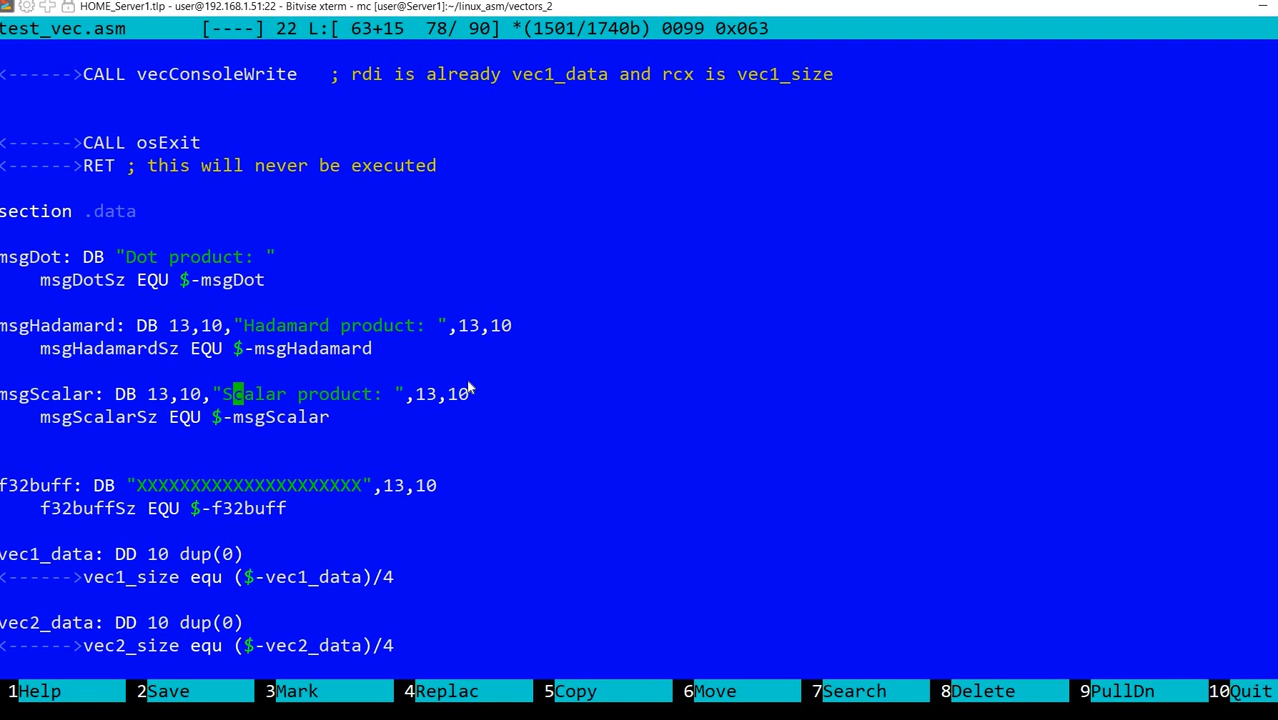 HOME_Server1.tlp - user@192.168.1.51:22 - Bitvise xterm - mc [user@Server1]:~/linux_asm/vectors_2
test_vec.asm       [----] 22 L:[ 63+15  78/ 90] *(1501/1740b) 0099 0x063
<------>CALL vecConsoleWrite   ; rdi is already vec1_data and rcx is vec1_size
<------>CALL osExit
<------>RET ; this will never be executed
section .data
msgDot: DB "Dot product: "
    msgDotSz EQU $-msgDot
msgHadamard: DB 13,10,"Hadamard product: ",13,10
    msgHadamardSz EQU $-msgHadamard
msgScalar: DB 13,10,"Scalar product: ",13,10
    msgScalarSz EQU $-msgScalar
f32buff: DB "XXXXXXXXXXXXXXXXXXXXX",13,10
    f32buffSz EQU $-f32buff
vec1_data: DD 10 dup(0)
<------>vec1_size equ ($-vec1_data)/4
vec2_data: DD 10 dup(0)
<------>vec2_size equ ($-vec2_data)/4
1Help 2Save 3Mark 4Replac 5Copy 6Move 7Search 8Delete 9PullDn 10Quit